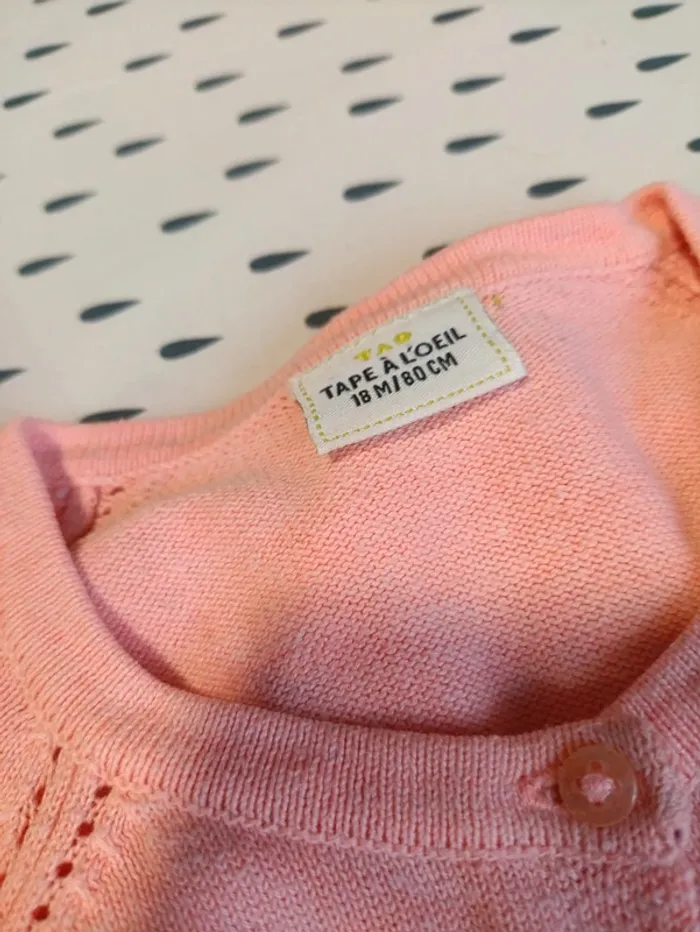 TAO
TAPE À L'OEIL
18 M/80 CM